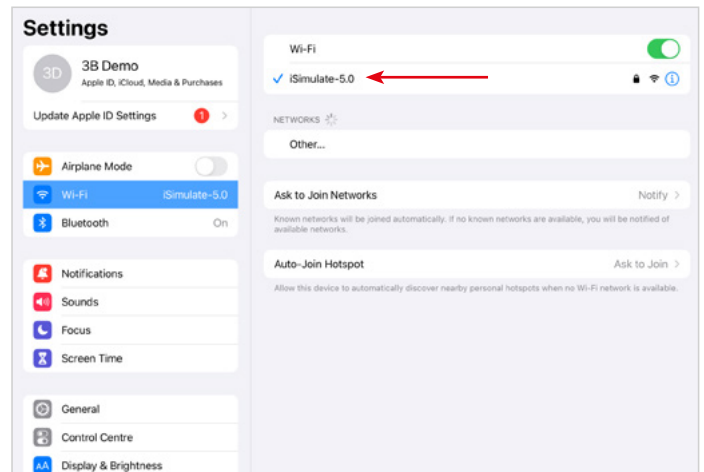 Settings
3D
3B Demo
Apple ID, iCloud, Media & Purchases
Update Apple ID Settings 1
Airplane Mode
Wi-Fi iSimulate-5.0
Bluetooth On
Notifications
Sounds
Focus
Screen Time
General
Control Centre
AA Display & Brightness
Wi-Fi
iSimulate-5.0
NETWORKS
Other...
Ask to Join Networks Notify
Known networks will be joined automatically. If no known networks are available, you will be notified of
available networks.
Auto-Join Hotspot Ask to Join
Allow this device to automatically discover nearby personal hotspots when no Wi-Fi network is available.